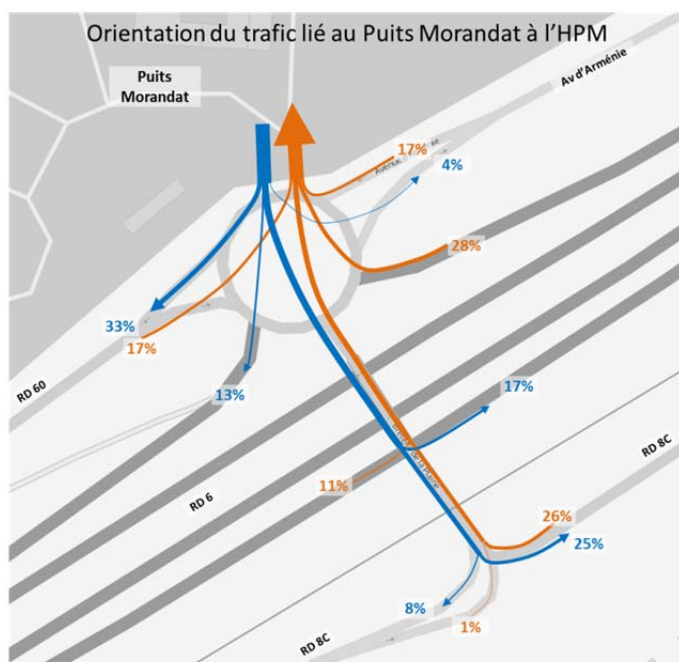 Orientation du trafic lié au Puits Morandat à l’HPM
Puits
Morandat
Av d’Arménie
17%
Avenue
4%
28%
33%
17%
RD 60
13%
17%
RD 6
11%
RD 8C
26%
25%
8%
1%
RD 8C